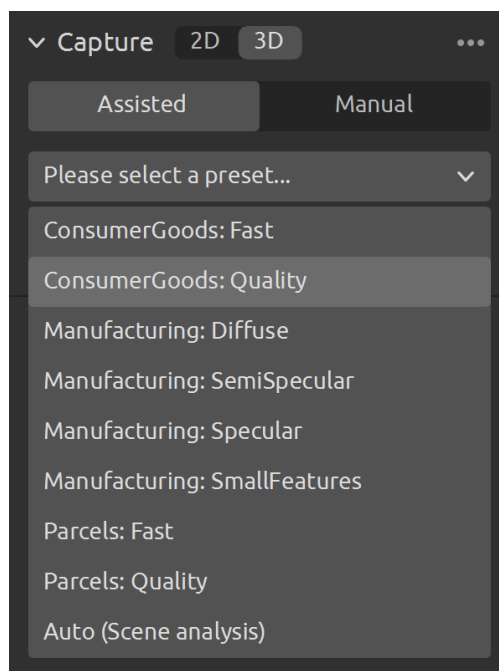 Capture 2D 3D
Assisted Manual
Please select a preset...
ConsumerGoods: Fast
ConsumerGoods: Quality
Manufacturing: Diffuse
Manufacturing: SemiSpecular
Manufacturing: Specular
Manufacturing: SmallFeatures
Parcels: Fast
Parcels: Quality
Auto (Scene analysis)